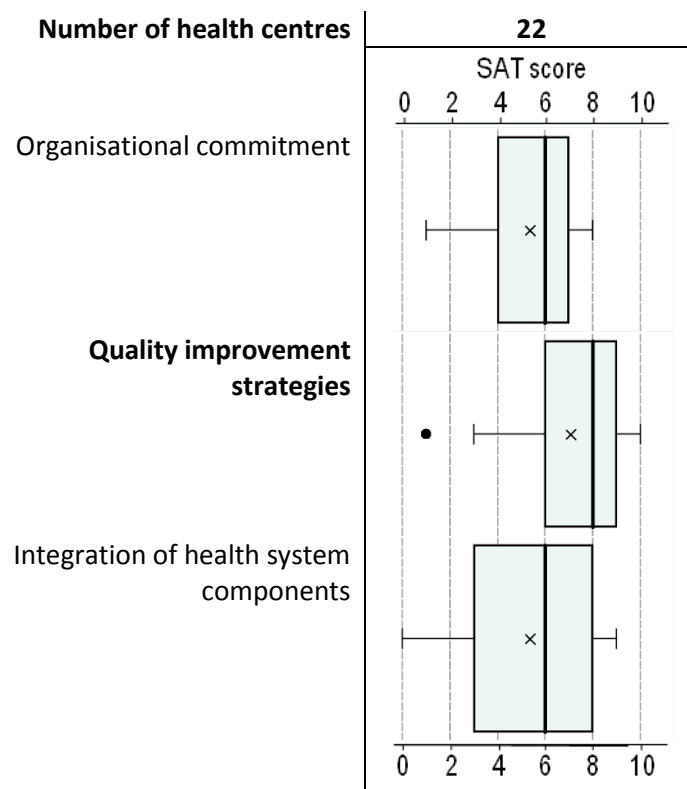 Number of health centres 22
SAT score
0 2 4 6 8 10
Organisational commitment
Quality improvement
strategies
Integration of health system
components
0 2 4 6 8 10